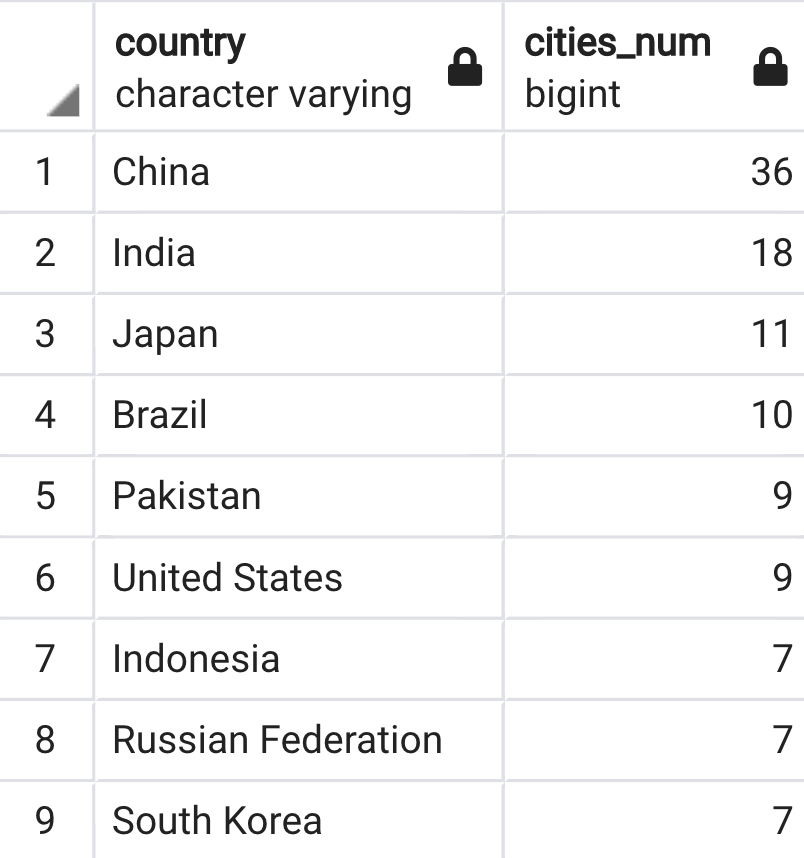 country cities_num
character varying bigint
1 China 36
2 India 18
3 Japan 11
4 Brazil 10
5 Pakistan 9
6 United States 9
7 Indonesia 7
8 Russian Federation 7
9 South Korea 7